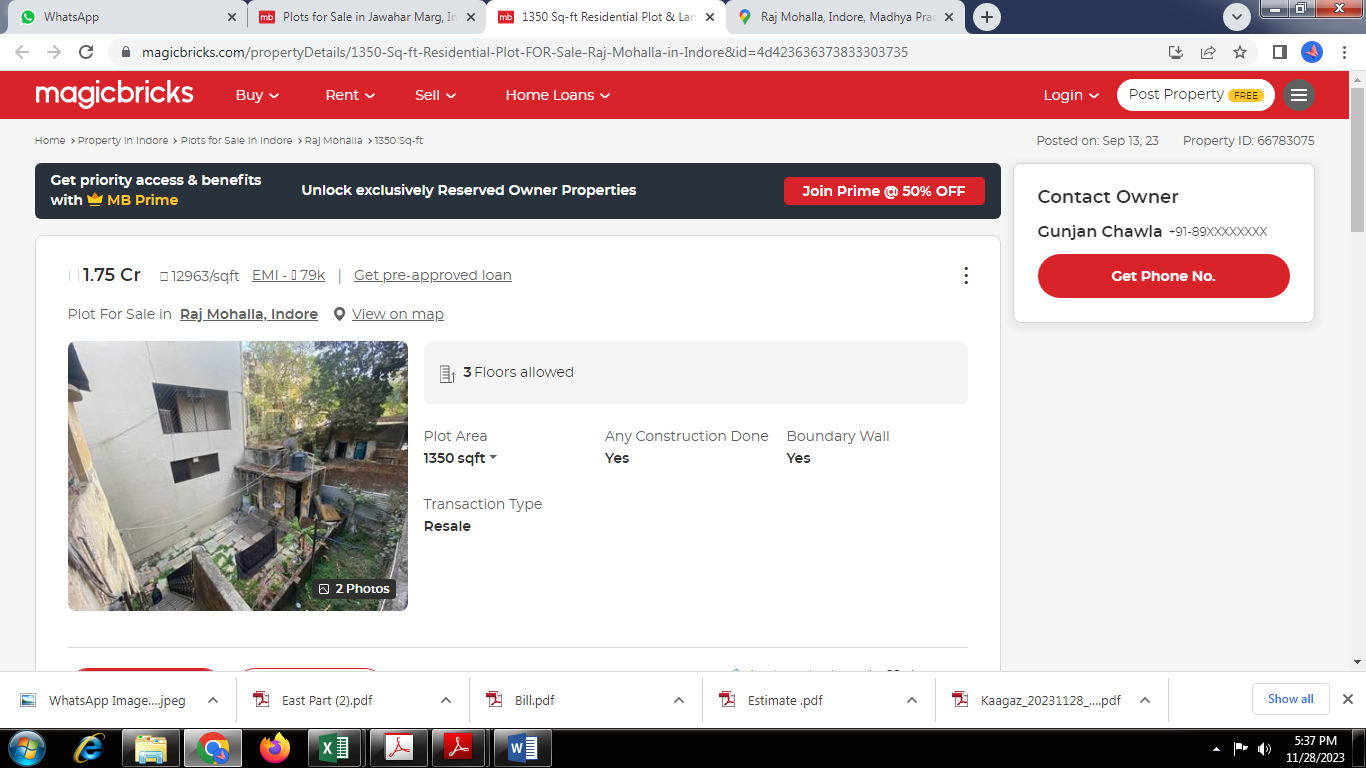 WhatsApp
Plots for Sale in Jawahar Marg, In
1350 Sq-ft Residential Plot & Lan
Raj Mohalla, Indore, Madhya Prac
magicbricks.com/propertyDetails/1350-Sq-ft-Residential-Plot-FOR-Sale-Raj-Mohalla-in-Indore&id=4d423636373833303735
magicbricks
Buy
Rent
Sell
Home Loans
Login
Post Property FREE
Home > Property in Indore > Plots for Sale in Indore > Raj Mohalla > 1350 Sq-ft
Posted on: Sep 13, 23 Property ID: 66783075
Get priority access & benefits
with MB Prime
Unlock exclusively Reserved Owner Properties
Join Prime @ 50% OFF
Contact Owner
Gunjan Chawla +91-89XXXXXXXX
Get Phone No.
1.75 Cr 12963/sqft EMI - 79k | Get pre-approved loan
Plot For Sale in Raj Mohalla, Indore View on map
3 Floors allowed
Plot Area
1350 sqft
Any Construction Done
Yes
Boundary Wall
Yes
Transaction Type
Resale
2 Photos
WhatsApp Image....jpeg
East Part (2).pdf
Bill.pdf
Estimate .pdf
Kaagaz_20231128_....pdf
Show all
5:37 PM
11/28/2023